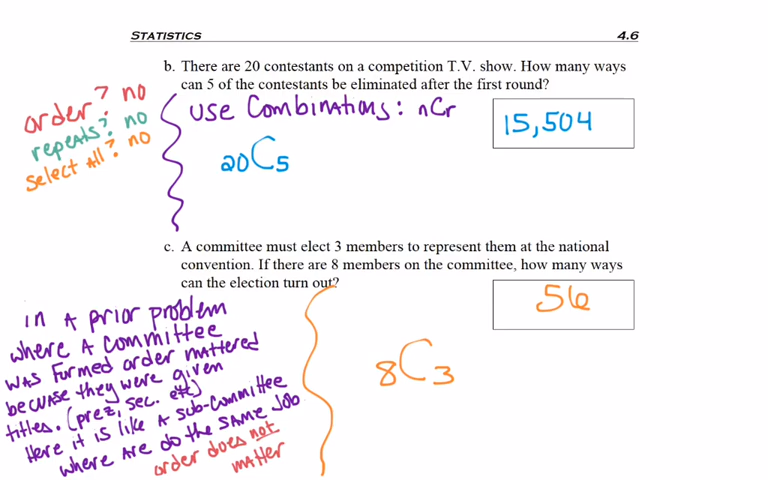 STATISTICS 4.6
b. There are 20 contestants on a competition T.V. show. How many ways
can 5 of the contestants be eliminated after the first round?
order? no
repeats? no
select All? no
use Combinations: nCr
20C5
15,504
c. A committee must elect 3 members to represent them at the national
convention. If there are 8 members on the committee, how many ways
can the election turn out?
56
8C3
in A prior problem
where A committee
was formed order mattered
because they were given
titles. (prez, sec. etc)
Here it is like A sub-committee
where are do the same job
order does not
matter